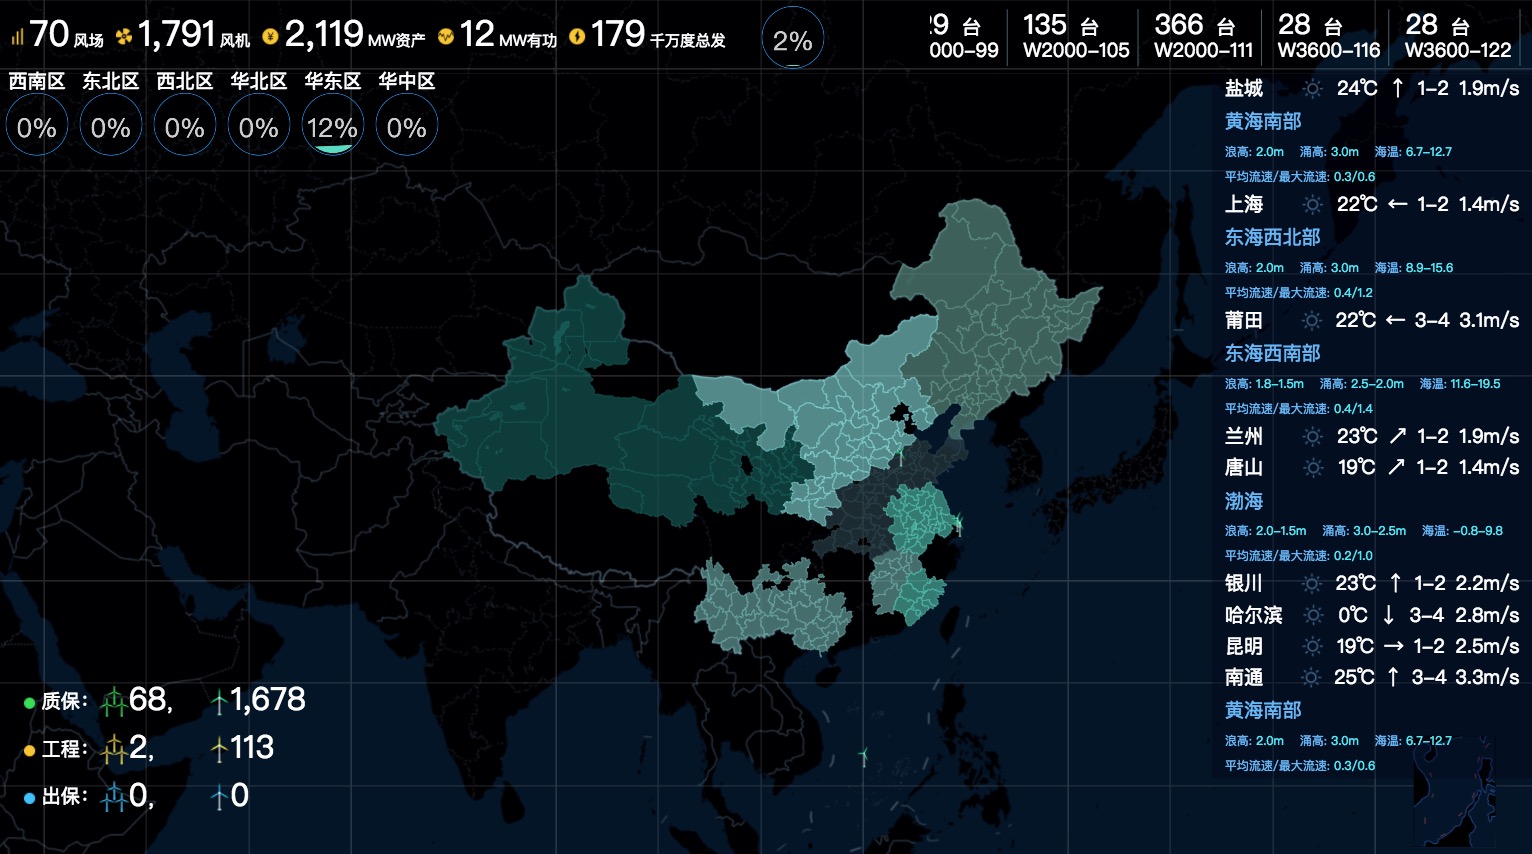 70 风场 1,791 风机 2,119 MW资产 12 MW有功 179 千万度总发
2%
29 台 135 台 366 台 28 台 28 台
000-99 W2000-105 W2000-111 W3600-116 W3600-122
西南区 东北区 西北区 华北区 华东区 华中区
0% 0% 0% 0% 12% 0%
盐城 24℃ ↑ 1-2 1.9m/s
黄海南部
浪高: 2.0m 涌高: 3.0m 海温: 6.7-12.7
平均流速/最大流速: 0.3/0.6
上海 22℃ ← 1-2 1.4m/s
东海西北部
浪高: 2.0m 涌高: 3.0m 海温: 8.9-15.6
平均流速/最大流速: 0.4/1.2
莆田 22℃ ← 3-4 3.1m/s
东海西南部
浪高: 1.8-1.5m 涌高: 2.5-2.0m 海温: 11.6-19.5
平均流速/最大流速: 0.4/1.4
兰州 23℃ ↗ 1-2 1.9m/s
唐山 19℃ ↗ 1-2 1.4m/s
渤海
浪高: 2.0-1.5m 涌高: 3.0-2.5m 海温: -0.8-9.8
平均流速/最大流速: 0.2/1.0
银川 23℃ ↑ 1-2 2.2m/s
哈尔滨 0℃ ↓ 3-4 2.8m/s
昆明 19℃ → 1-2 2.5m/s
南通 25℃ ↑ 3-4 3.3m/s
黄海南部
浪高: 2.0m 涌高: 3.0m 海温: 6.7-12.7
平均流速/最大流速: 0.3/0.6
质保: 68, 1,678
工程: 2, 113
出保: 0, 0